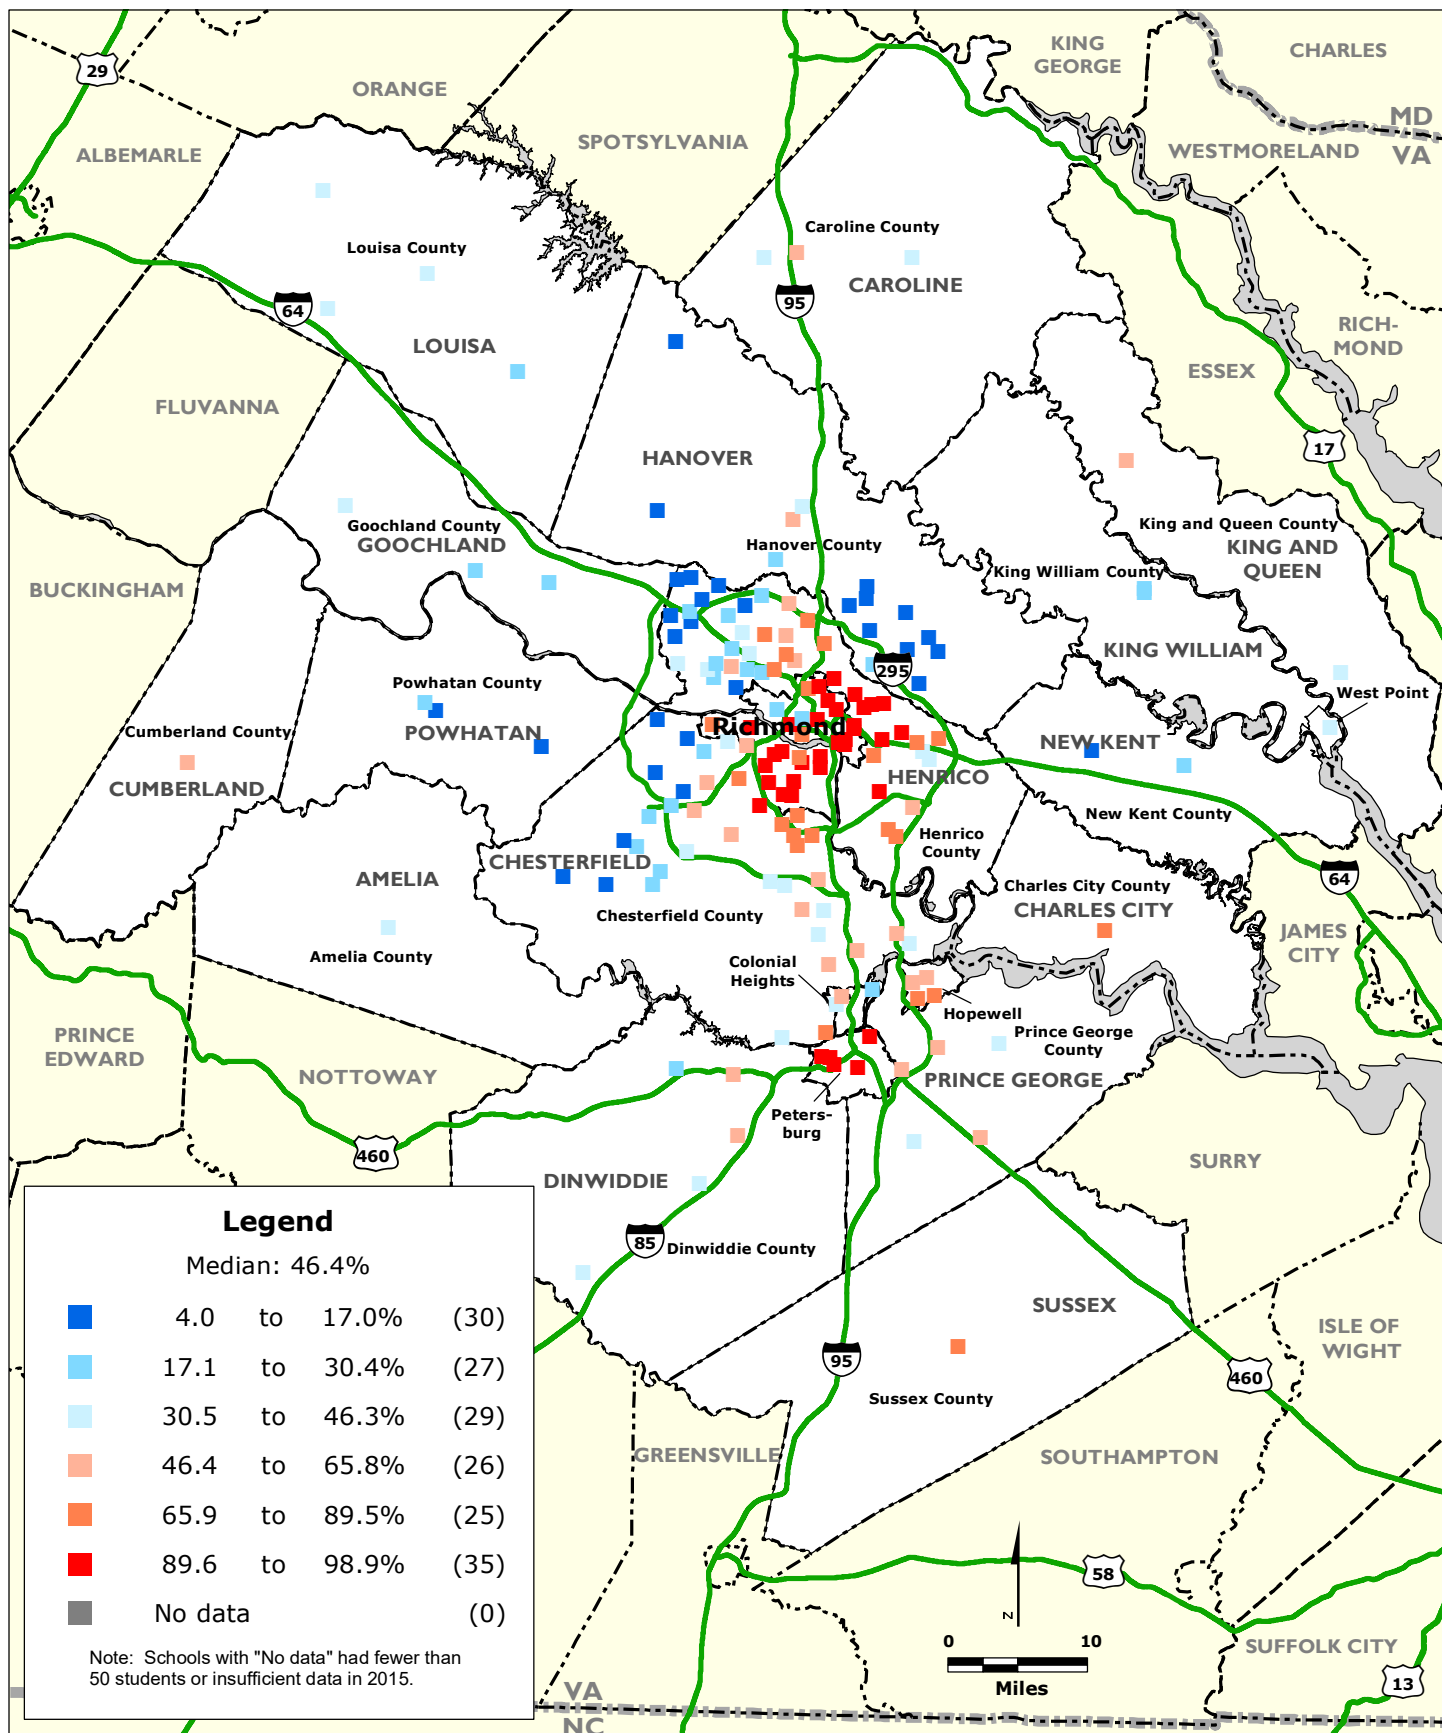 KING
GEORGE
CHARLES
29
ORANGE
MD
SPOTSYLVANIA
WESTMORELAND
ALBEMARLE
VA
Caroline County
Louisa County
CAROLINE
64
95
RICH-
MOND
LOUISA
ESSEX
FLUVANNA
17
HANOVER
Goochland County
King and Queen County
GOOCHLAND
Hanover County
KING AND
QUEEN
King William County
BUCKINGHAM
KING WILLIAM
295
Powhatan County
West Point
Cumberland County
POWHATAN
Richmond
NEW KENT
CUMBERLAND
HENRICO
New Kent County
Henrico
County
CHESTERFIELD
AMELIA
64
Charles City County
CHARLES CITY
Chesterfield County
JAMES
CITY
Amelia County
Colonial
Heights
Hopewell
PRINCE
EDWARD
Prince George
County
NOTTOWAY
PRINCE GEORGE
Peters-
burg
460
SURRY
DINWIDDIE
85
Dinwiddie County
SUSSEX
ISLE OF
WIGHT
95
460
Sussex County
GREENSVILLE
SOUTHAMPTON
58
SUFFOLK CITY
13
VA
NC
N
0 10
Miles
Legend
Median: 46.4%
4.0 to 17.0% (30)
17.1 to 30.4% (27)
30.5 to 46.3% (29)
46.4 to 65.8% (26)
65.9 to 89.5% (25)
89.6 to 98.9% (35)
No data (0)
Note: Schools with "No data" had fewer than
50 students or insufficient data in 2015.